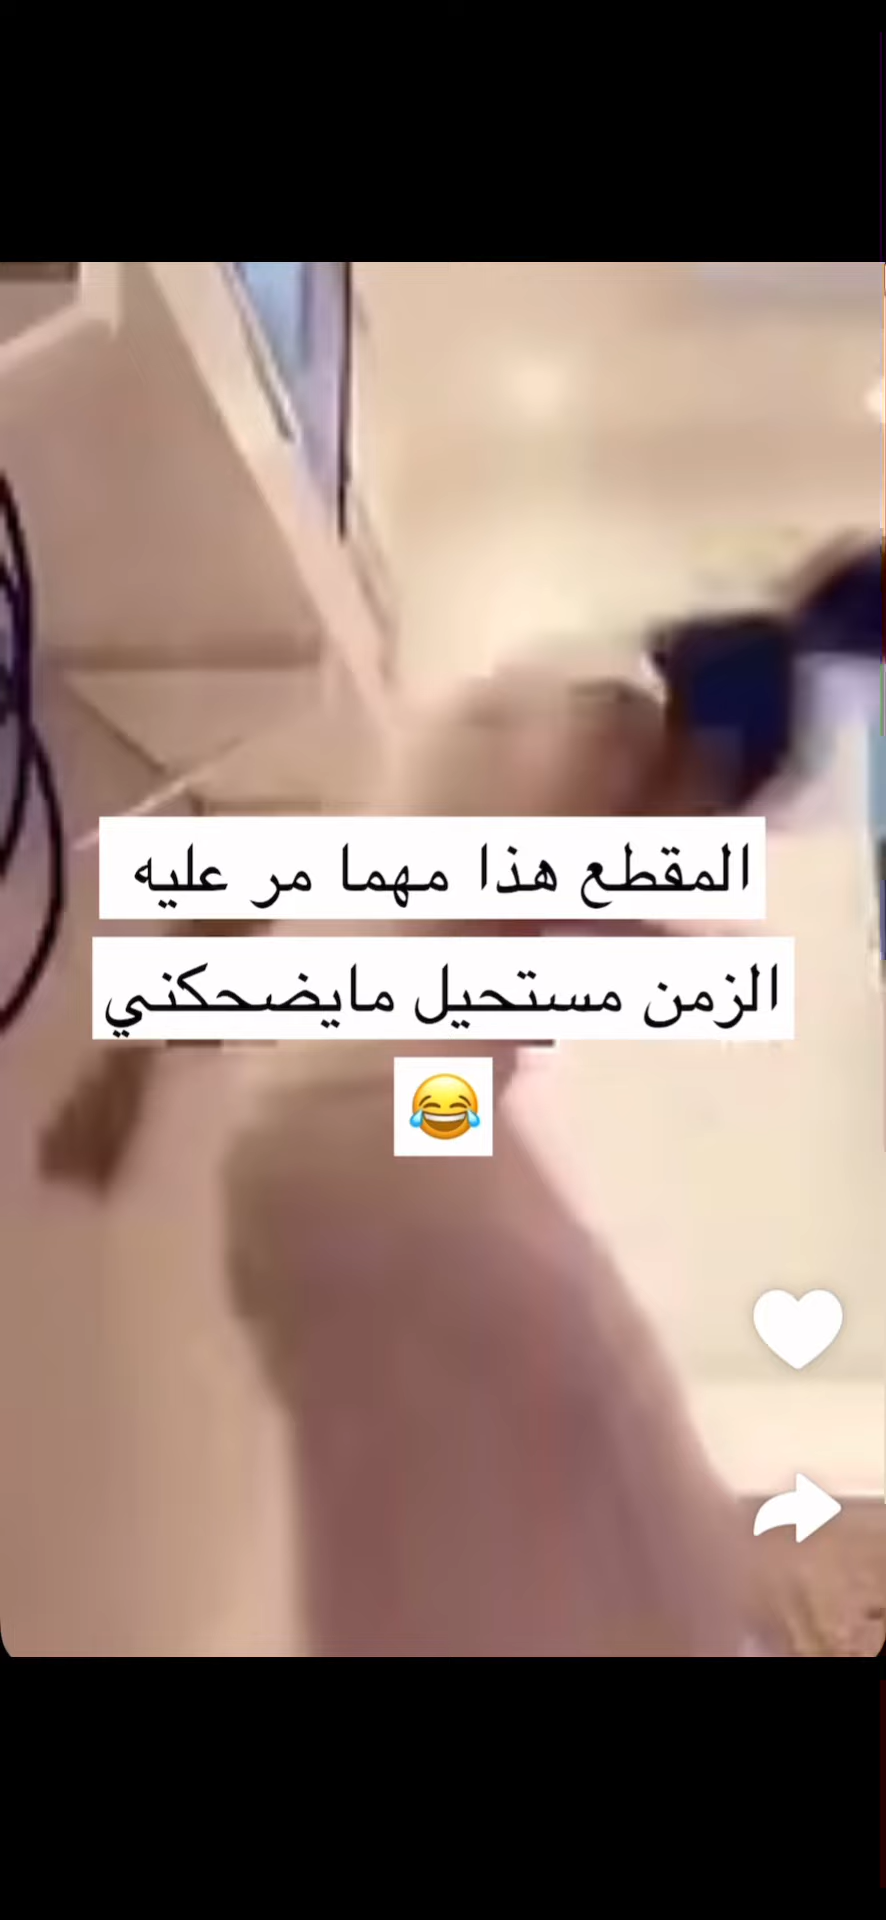 المقطع هذا مهما مر عليه
الزمن مستحيل مايضحكني
😂